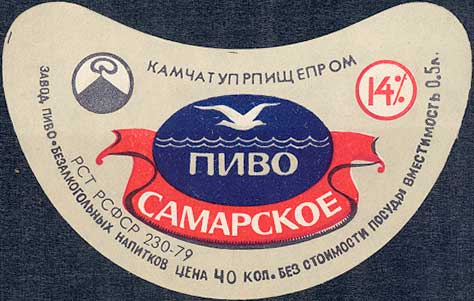 КАМЧАТУПРПИЩЕПРОМ
14%
ПИВО
САМАРСКОЕ
РСТ РСФСР 230-79
ЗАВОД ПИВО•БЕЗАЛКОГОЛЬНЫХ НАПИТКОВ ЦЕНА 40 КОП.БЕЗ СТОИМОСТИ ПОСУДЫ ВМЕСТИМОСТЬ 0.5л.